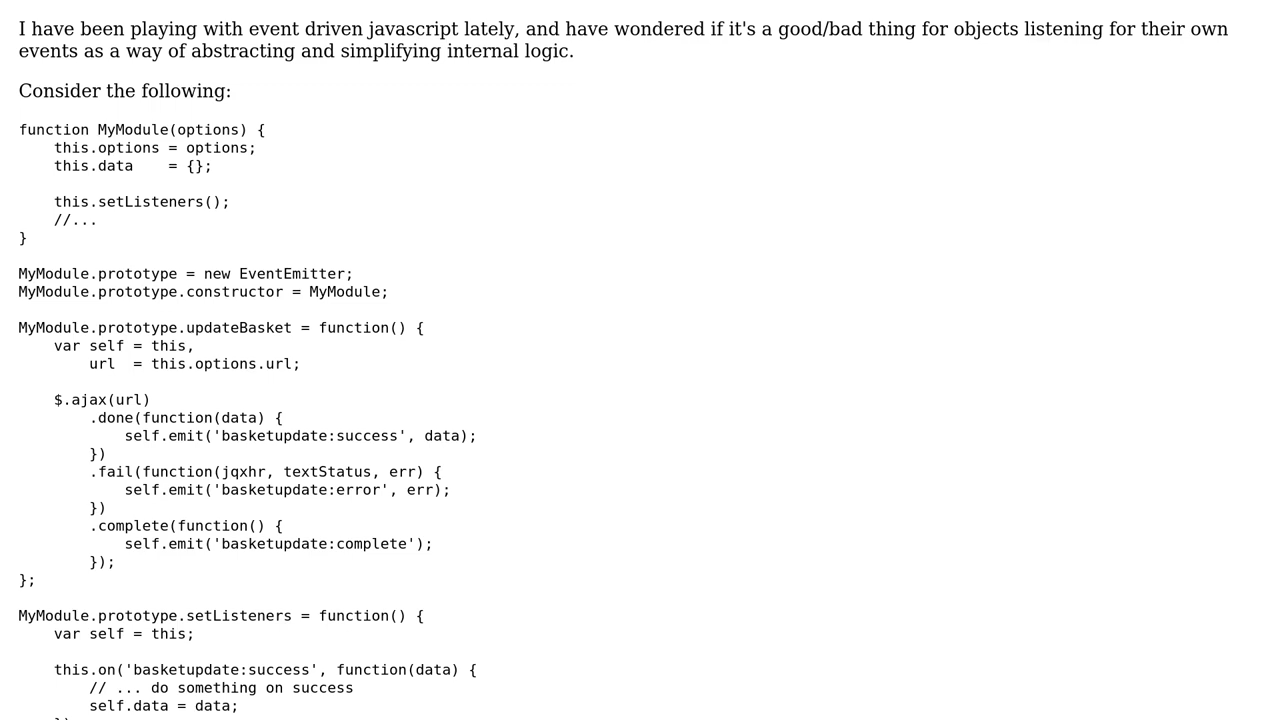 I have been playing with event driven javascript lately, and have wondered if it's a good/bad thing for objects listening for their own
events as a way of abstracting and simplifying internal logic.
Consider the following:
function MyModule(options) {
    this.options = options;
    this.data    = {};

    this.setListeners();
    //...
}

MyModule.prototype = new EventEmitter;
MyModule.prototype.constructor = MyModule;

MyModule.prototype.updateBasket = function() {
    var self = this,
        url  = this.options.url;

    $.ajax(url)
        .done(function(data) {
            self.emit('basketupdate:success', data);
        })
        .fail(function(jqxhr, textStatus, err) {
            self.emit('basketupdate:error', err);
        })
        .complete(function() {
            self.emit('basketupdate:complete');
        });
};

MyModule.prototype.setListeners = function() {
    var self = this;

    this.on('basketupdate:success', function(data) {
        // ... do something on success
        self.data = data;